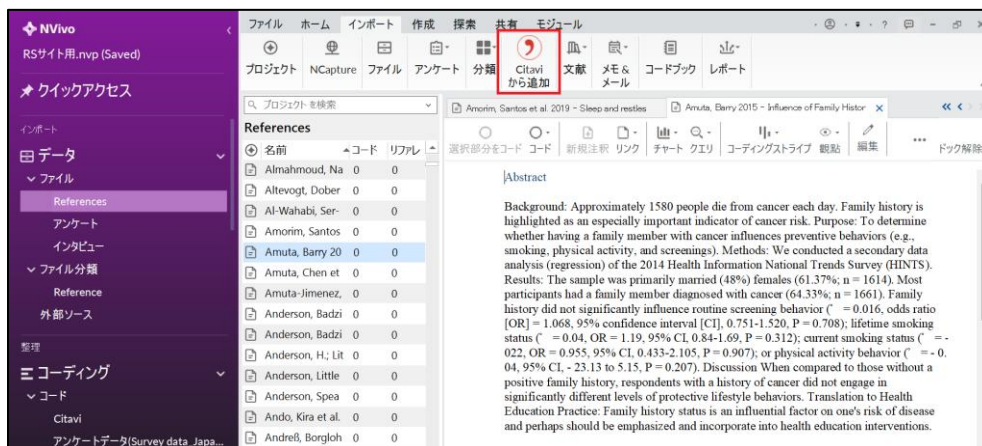 NVivo
RSサイト用.nvp (Saved)
クイックアクセス
インポート
データ
ファイル
References
アンケート
インタビュー
ファイル分類
Reference
外部ソース
整理
コーディング
コード
Citavi
アンケートデータ(Survey data_Japa...
ファイル ホーム インポート 作成 探索 共有 モジュール
プロジェクト NCapture ファイル アンケート 分類 Citavi から追加 文献 メモ & メール コードブック レポート
プロジェクトを検索
References
名前 コード リファレ
Almahmoud, Na 0 0
Altevogt, Dober 0 0
Al-Wahabi, Ser- 0 0
Amorim, Santos 0 0
Amuta, Barry 20 0 0
Amuta, Chen et 0 0
Amuta-Jimenez, 0 0
Anderson, Badzi 0 0
Anderson, Badzi 0 0
Anderson, H.; Lit 0 0
Anderson, Little 0 0
Anderson, Spea 0 0
Ando, Kira et al. 0 0
Andreß, Borgloh 0 0
Amorim, Santos et al. 2019 - Sleep and restles
Amuta, Barry 2015 - Influence of Family Histor
選択部分をコード コード 新規注釈 リンク チャート クエリ コーディングストライプ 観点 編集 ドック解除
Abstract
Background: Approximately 1580 people die from cancer each day. Family history is
highlighted as an especially important indicator of cancer risk. Purpose: To determine
whether having a family member with cancer influences preventive behaviors (e.g.,
smoking, physical activity, and screenings). Methods: We conducted a secondary data
analysis (regression) of the 2014 Health Information National Trends Survey (HINTS).
Results: The sample was primarily married (48%) females (61.37%; n = 1614). Most
participants had a family member diagnosed with cancer (64.33%; n = 1661). Family
history did not significantly influence routine screening behavior (ˆ = 0.016, odds ratio
[OR] = 1.068, 95% confidence interval [CI], 0.751-1.520, P = 0.708); lifetime smoking
status (ˆ = 0.04, OR = 1.19, 95% CI, 0.84-1.69, P = 0.312); current smoking status (ˆ = -
022, OR = 0.955, 95% CI, 0.433-2.105, P = 0.907); or physical activity behavior (ˆ = - 0.
04, 95% CI, - 23.13 to 5.15, P = 0.207). Discussion When compared to those without a
positive family history, respondents with a history of cancer did not engage in
significantly different levels of protective lifestyle behaviors. Translation to Health
Education Practice: Family history status is an influential factor on one's risk of disease
and perhaps should be emphasized and incorporate into health education interventions.